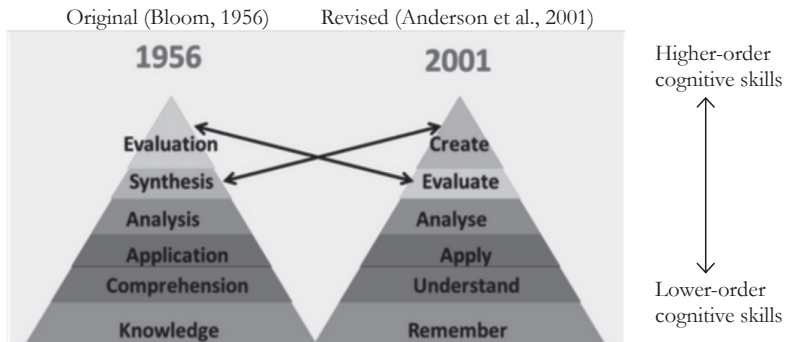 Original (Bloom, 1956)
Revised (Anderson et al., 2001)
1956
2001
Higher-order
cognitive skills
Evaluation
Synthesis
Analysis
Application
Comprehension
Knowledge
Create
Evaluate
Analyse
Apply
Understand
Remember
Lower-order
cognitive skills